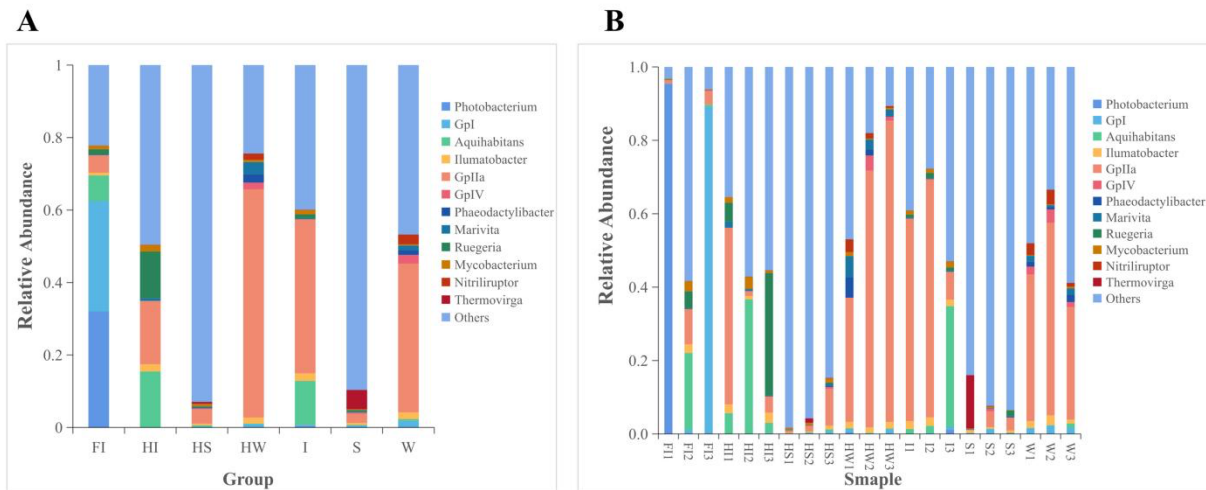 A
B
Relative Abundance
1
0.8
0.6
0.4
0.2
0
FI
HI
HS
HW
I
S
W
Group
Photobacterium
GpI
Aquihabitans
Ilumatobacter
GpIIa
GpIV
Phaeodactylibacter
Marivita
Ruegeria
Mycobacterium
Nitriliruptor
Thermovirga
Others
Relative Abundance
1.0
0.8
0.6
0.4
0.2
0.0
FI1
FI2
FI3
HI1
HI2
HI3
HS1
HS2
HS3
HW1
HW2
HW3
I1
I2
I3
S1
S2
S3
W1
W2
W3
Smaple
Photobacterium
GpI
Aquihabitans
Ilumatobacter
GpIIa
GpIV
Phaeodactylibacter
Marivita
Ruegeria
Mycobacterium
Nitriliruptor
Thermovirga
Others